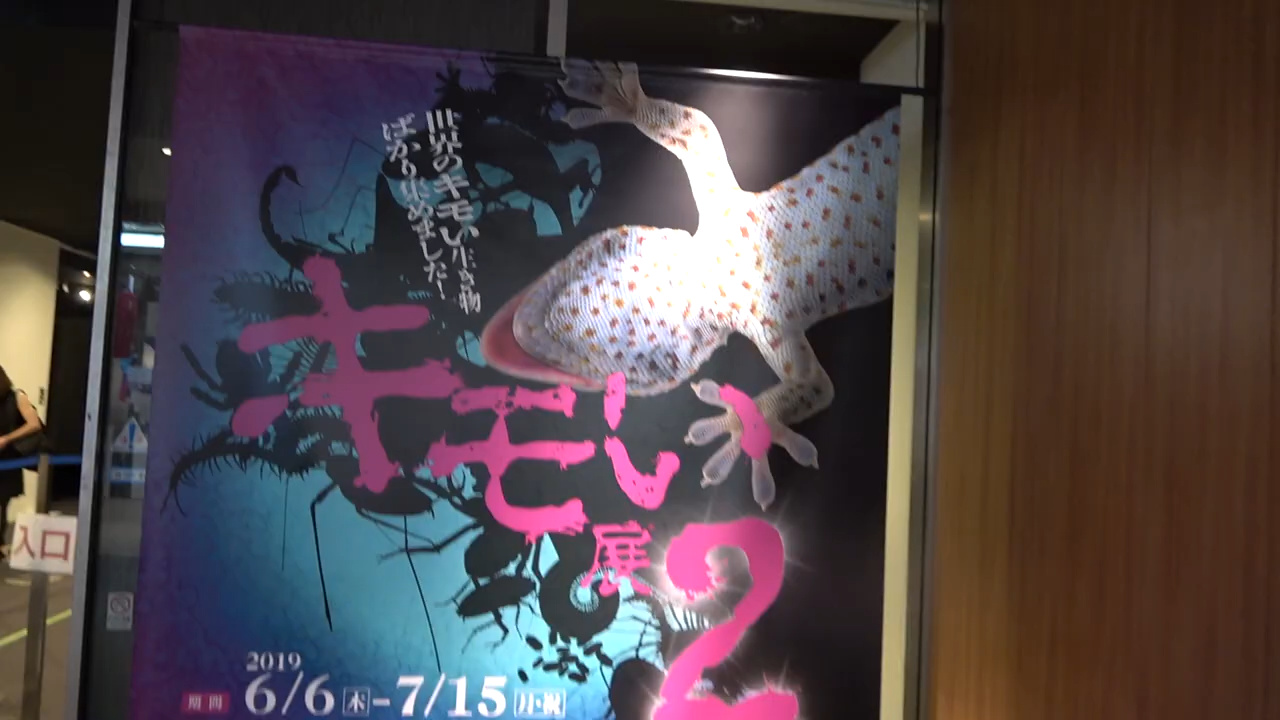 世界のキモい生き物
ばかり集めました！
キモい
展
2
2019
期間 6/6 木 - 7/15 月・祝
入口